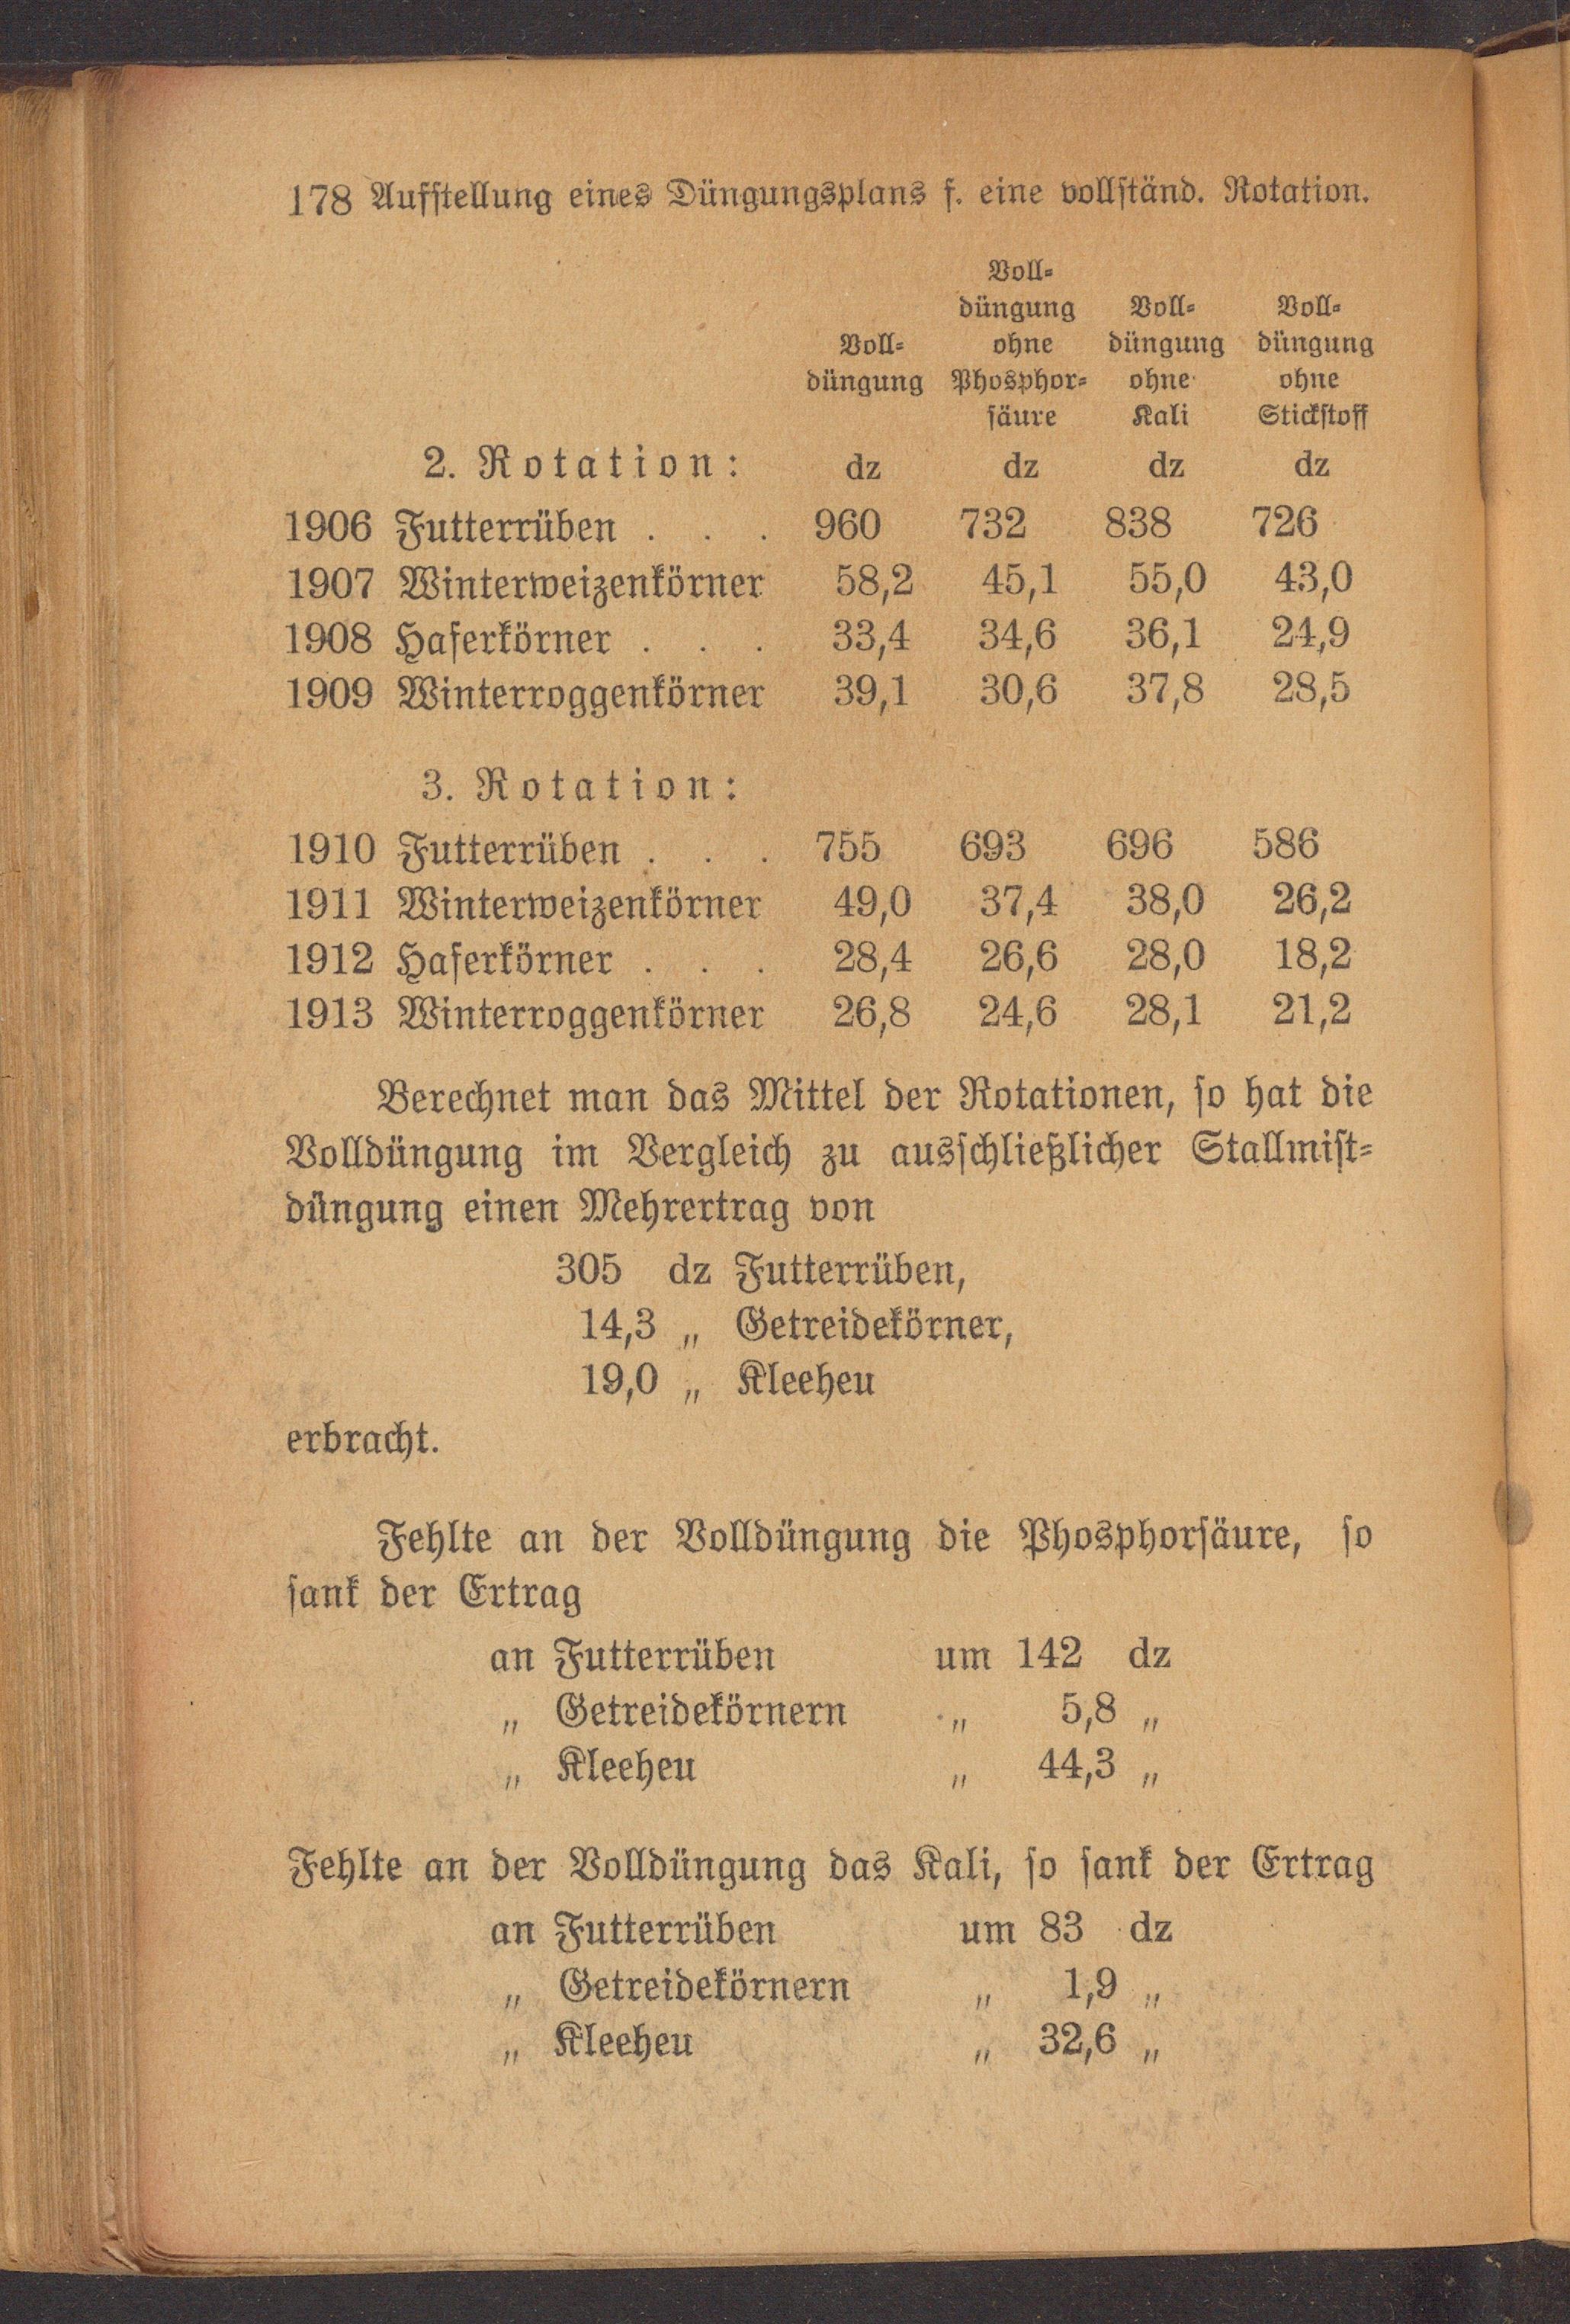 178 Aufstellung eines Düngungsplans f. eine vollständ. Rotation.
Voll-
düngung Voll- Voll-
Voll- ohne düngung düngung
düngung Phosphor- ohne ohne
säure Kali Stickstoff
2. Rotation: dz dz dz dz
1906 Futterrüben . . . 960 732 838 726
1907 Winterweizenkörner 58,2 45,1 55,0 43,0
1908 Haferkörner . . . 33,4 34,6 36,1 24,9
1909 Winterroggenkörner 39,1 30,6 37,8 28,5
3. Rotation:
1910 Futterrüben . . . 755 693 696 586
1911 Winterweizenkörner 49,0 37,4 38,0 26,2
1912 Haferkörner . . . 28,4 26,6 28,0 18,2
1913 Winterroggenkörner 26,8 24,6 28,1 21,2
Berechnet man das Mittel der Rotationen, so hat die
Volldüngung im Vergleich zu ausschließlicher Stallmist-
düngung einen Mehrertrag von
305 dz Futterrüben,
14,3 „ Getreidekörner,
19,0 „ Kleeheu
erbracht.
Fehlte an der Volldüngung die Phosphorsäure, so
sank der Ertrag
an Futterrüben um 142 dz
„ Getreidekörnern „ 5,8 „
„ Kleeheu „ 44,3 „
Fehlte an der Volldüngung das Kali, so sank der Ertrag
an Futterrüben um 83 dz
„ Getreidekörnern „ 1,9 „
„ Kleeheu „ 32,6 „